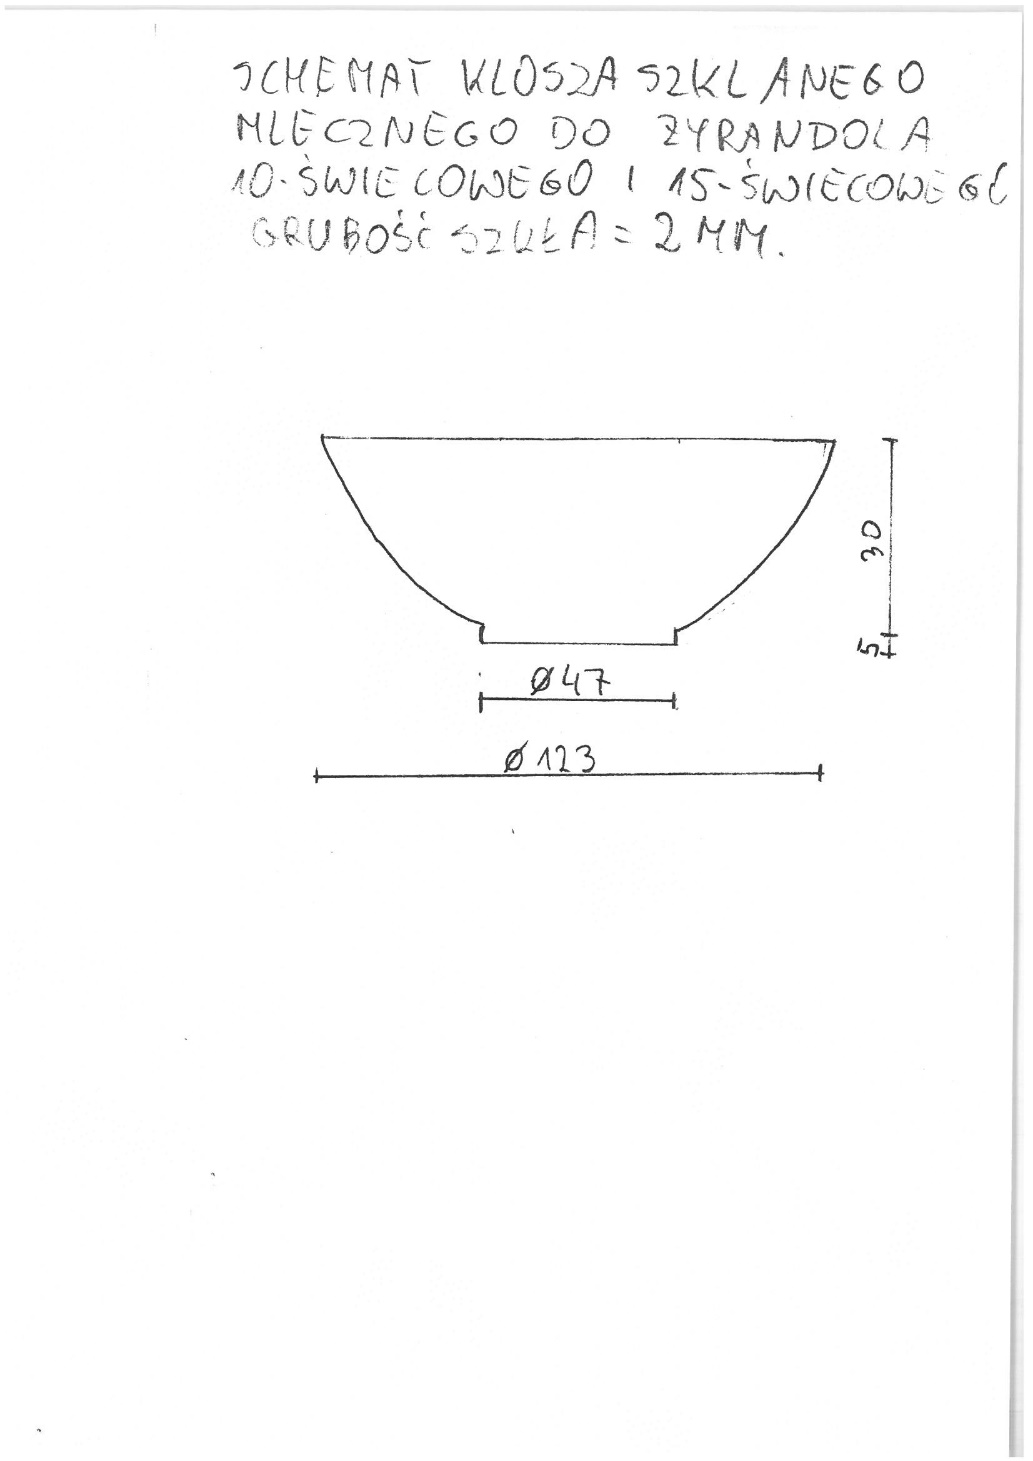 SCHEMAT KLOSZA SZKLANEGO
MLECZNEGO DO ŻYRANDOLA
10-ŚWIECOWEGO I 15-ŚWIECOWEGO
GRUBOŚĆ SZKŁA = 2 MM.
30
5
Ø47
Ø123